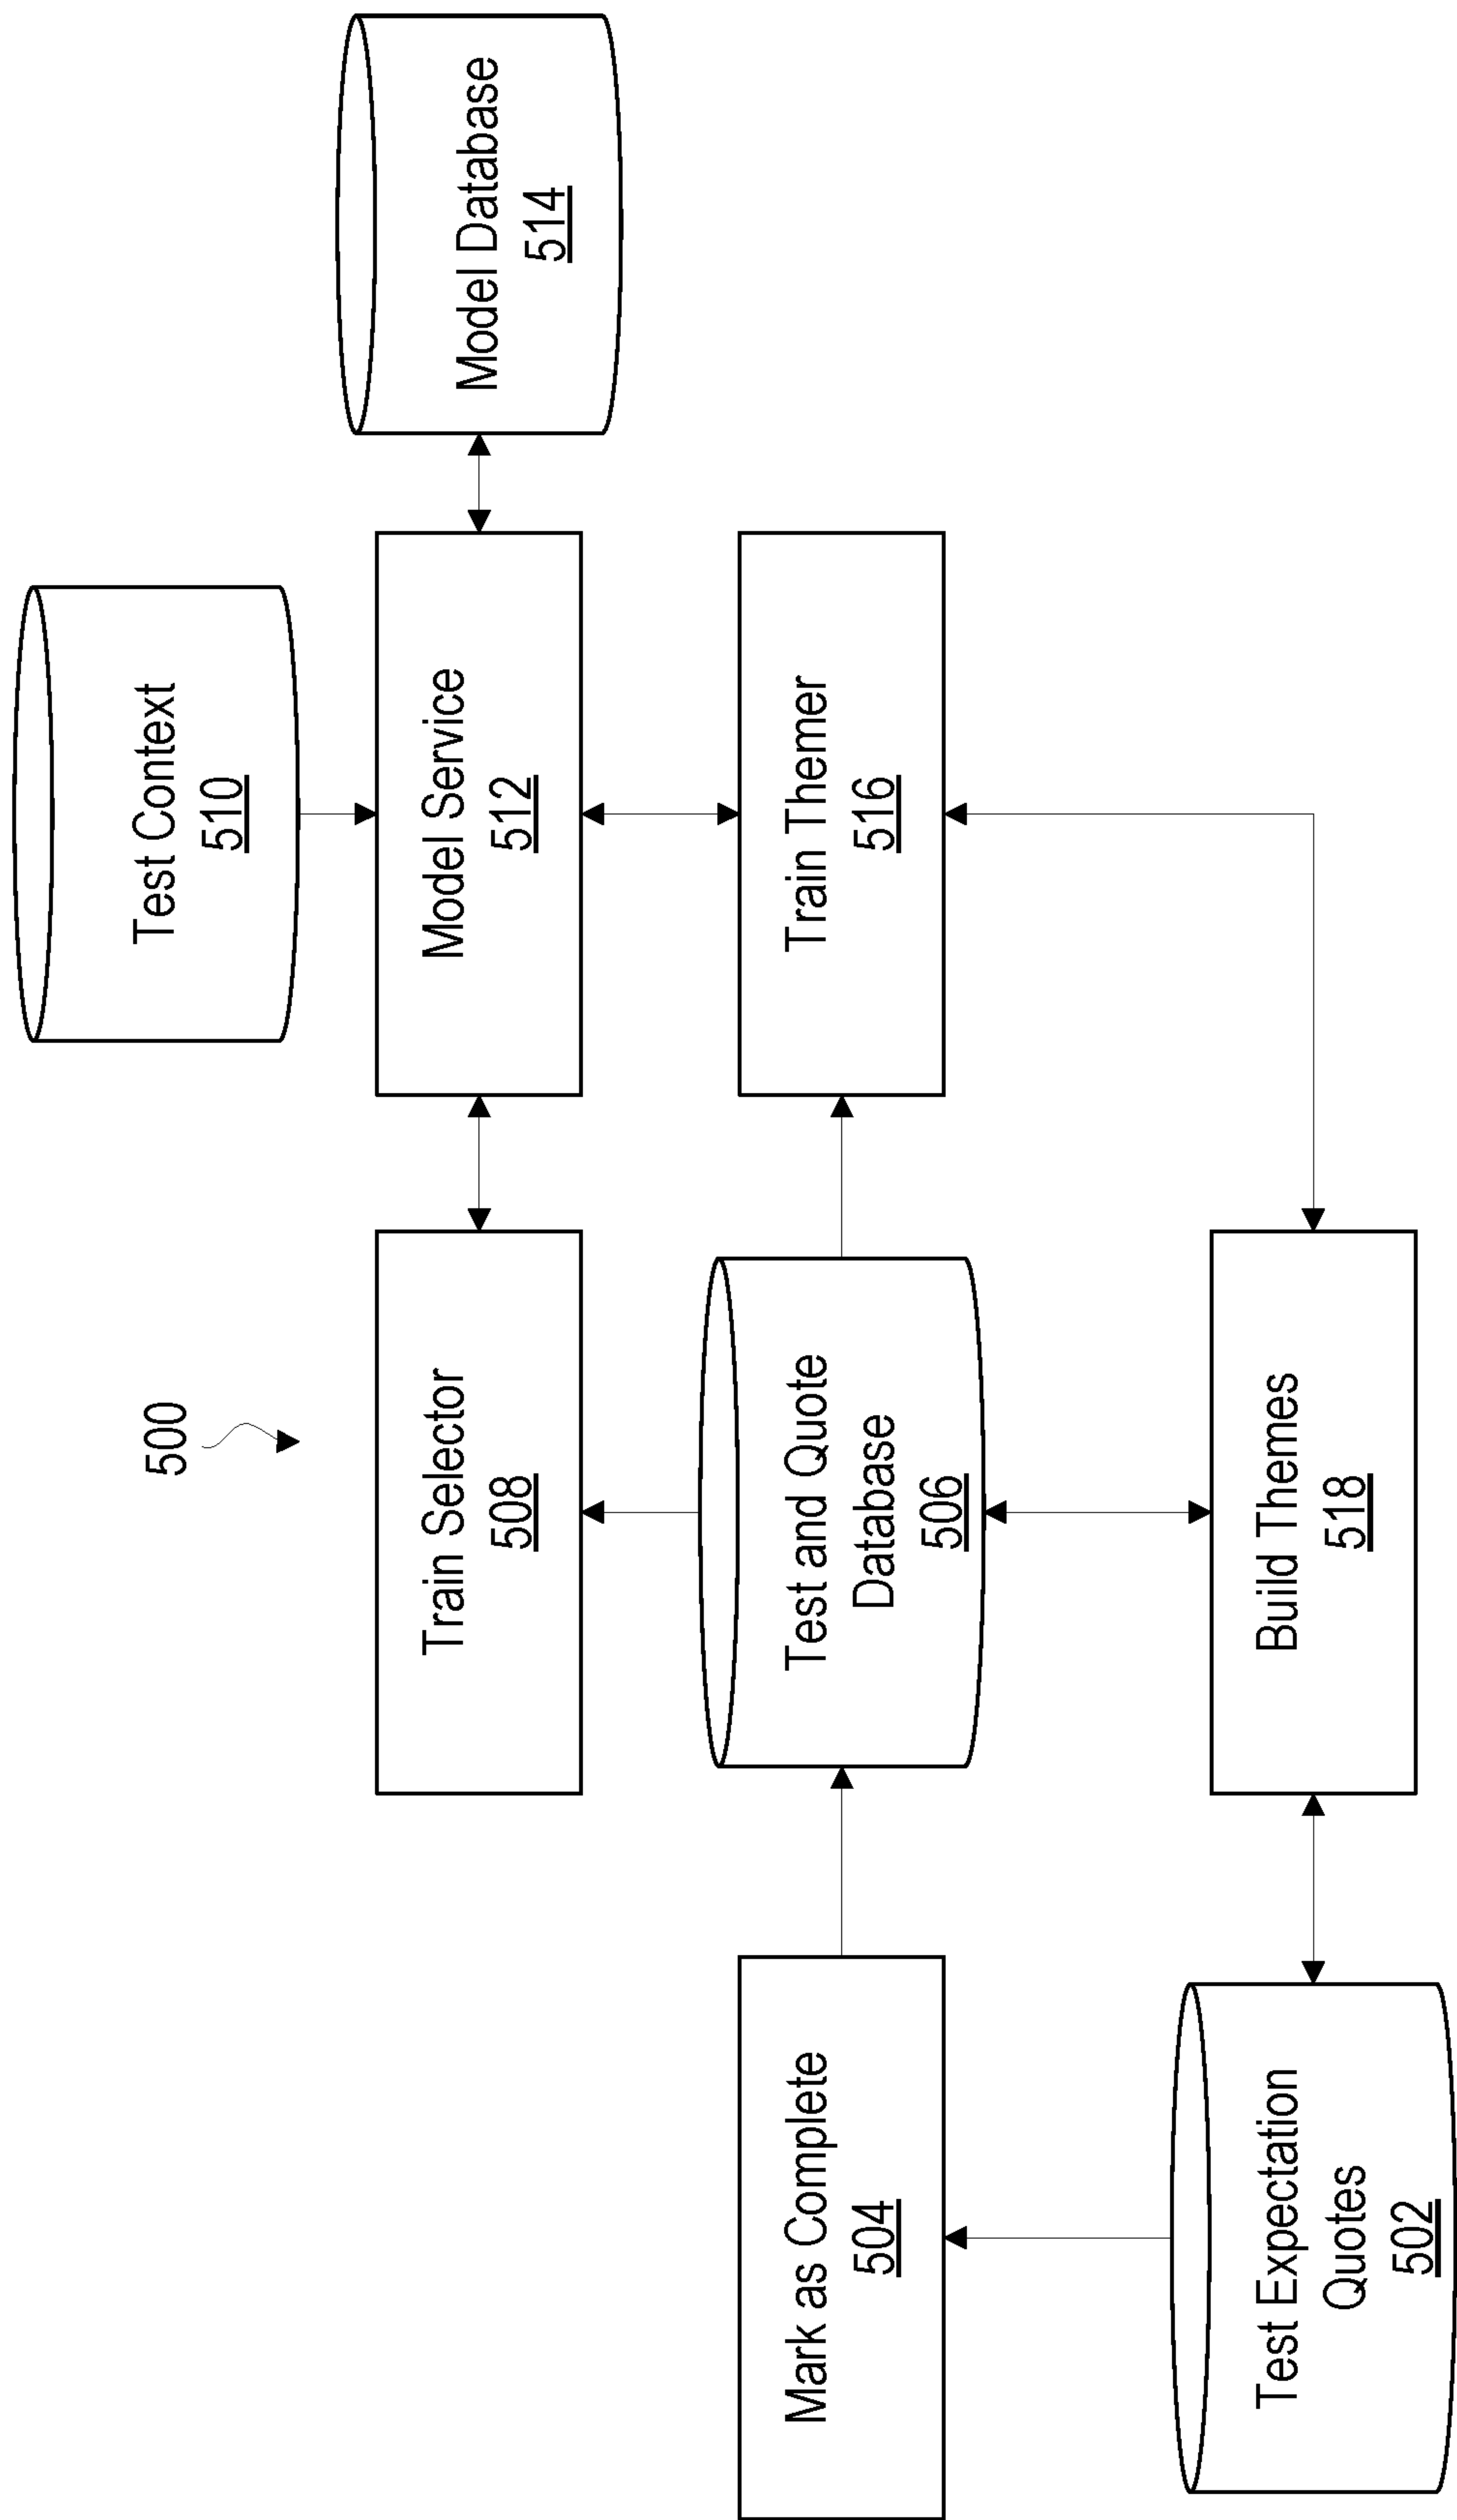 500
Test Context
510
Train Selector
508
Model Service
512
Model Database
514
Mark as Complete
504
Test and Quote
Database
506
Train Themer
516
Test Expectation
Quotes
502
Build Themes
518